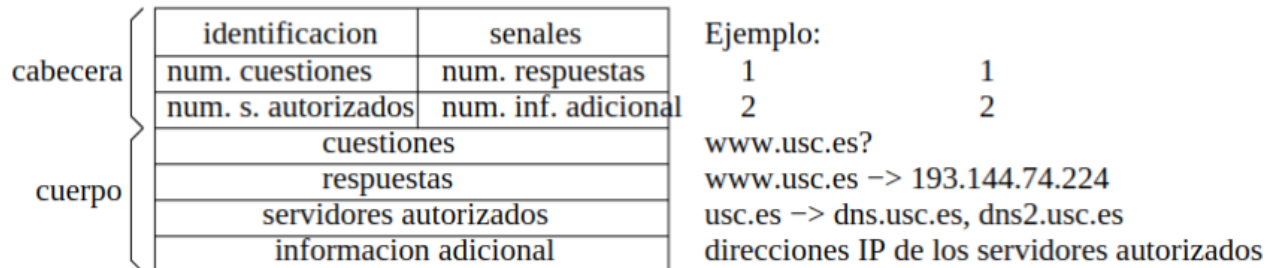 identificacion senales Ejemplo:
cabecera num. cuestiones num. respuestas 1 1
num. s. autorizados num. inf. adicional 2 2
cuestiones www.usc.es?
cuerpo respuestas www.usc.es −> 193.144.74.224
servidores autorizados usc.es −> dns.usc.es, dns2.usc.es
informacion adicional direcciones IP de los servidores autorizados